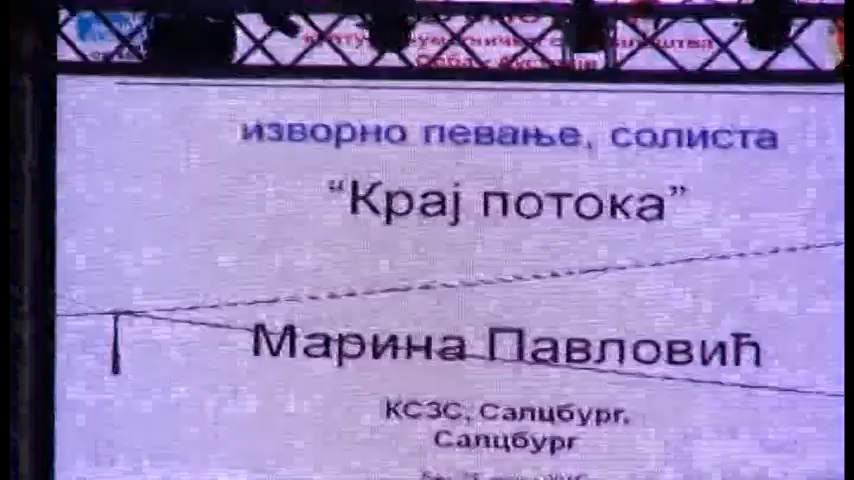 изворно певање, солиста
“Крај потока”
Марина Павловић
КСЗС, Салцбург,
Салцбург